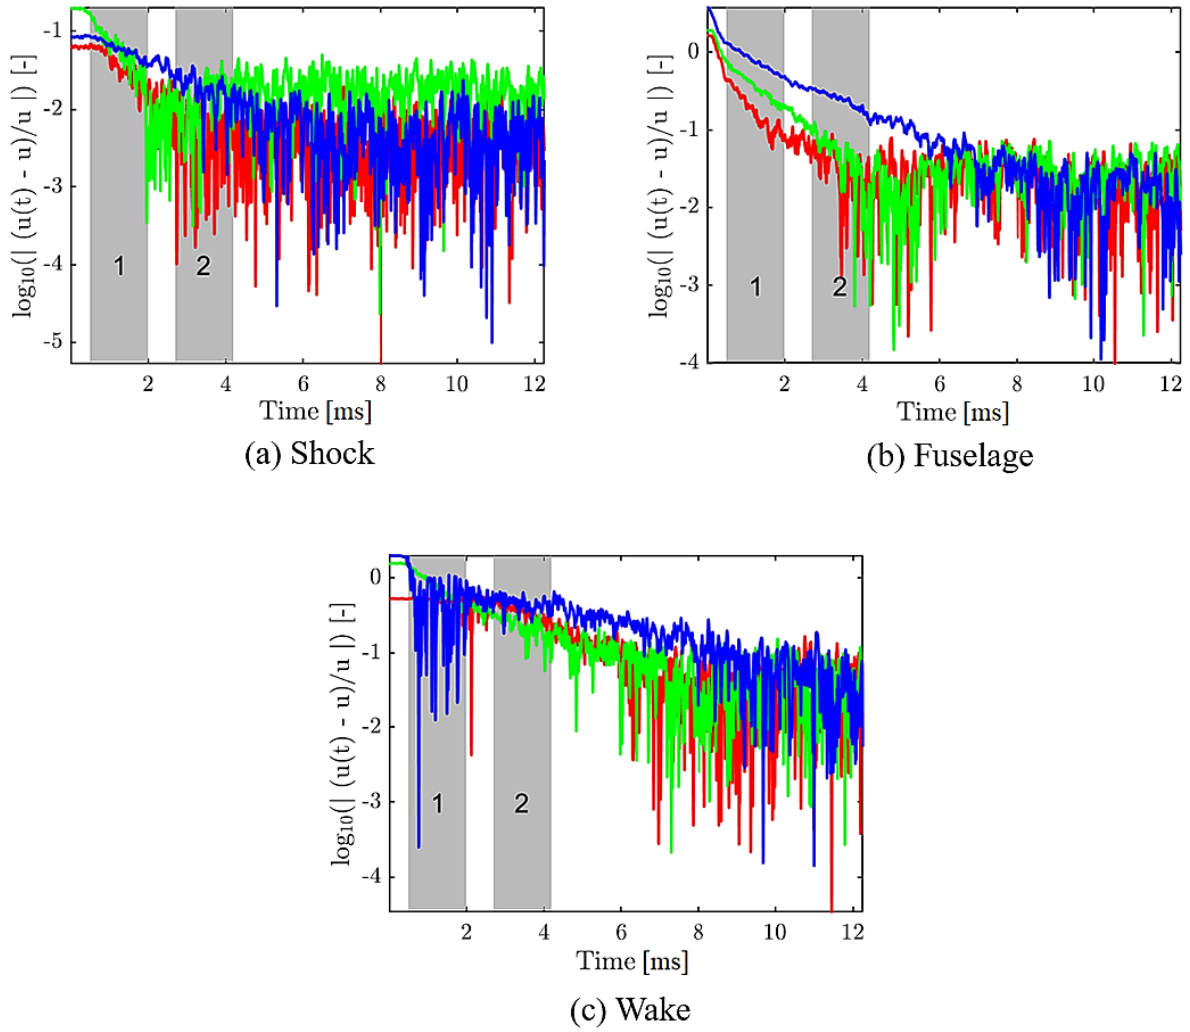 log10(| (u(t) - u)/u |) [-]
-1
-2
-3
-4
-5
1
2
2 4 6 8 10 12
Time [ms]
(a) Shock
log10(| (u(t) - u)/u |) [-]
0
-1
-2
-3
-4
1
2
2 4 6 8 10 12
Time [ms]
(b) Fuselage
log10(| (u(t) - u)/u |) [-]
0
-1
-2
-3
-4
1
2
2 4 6 8 10 12
Time [ms]
(c) Wake